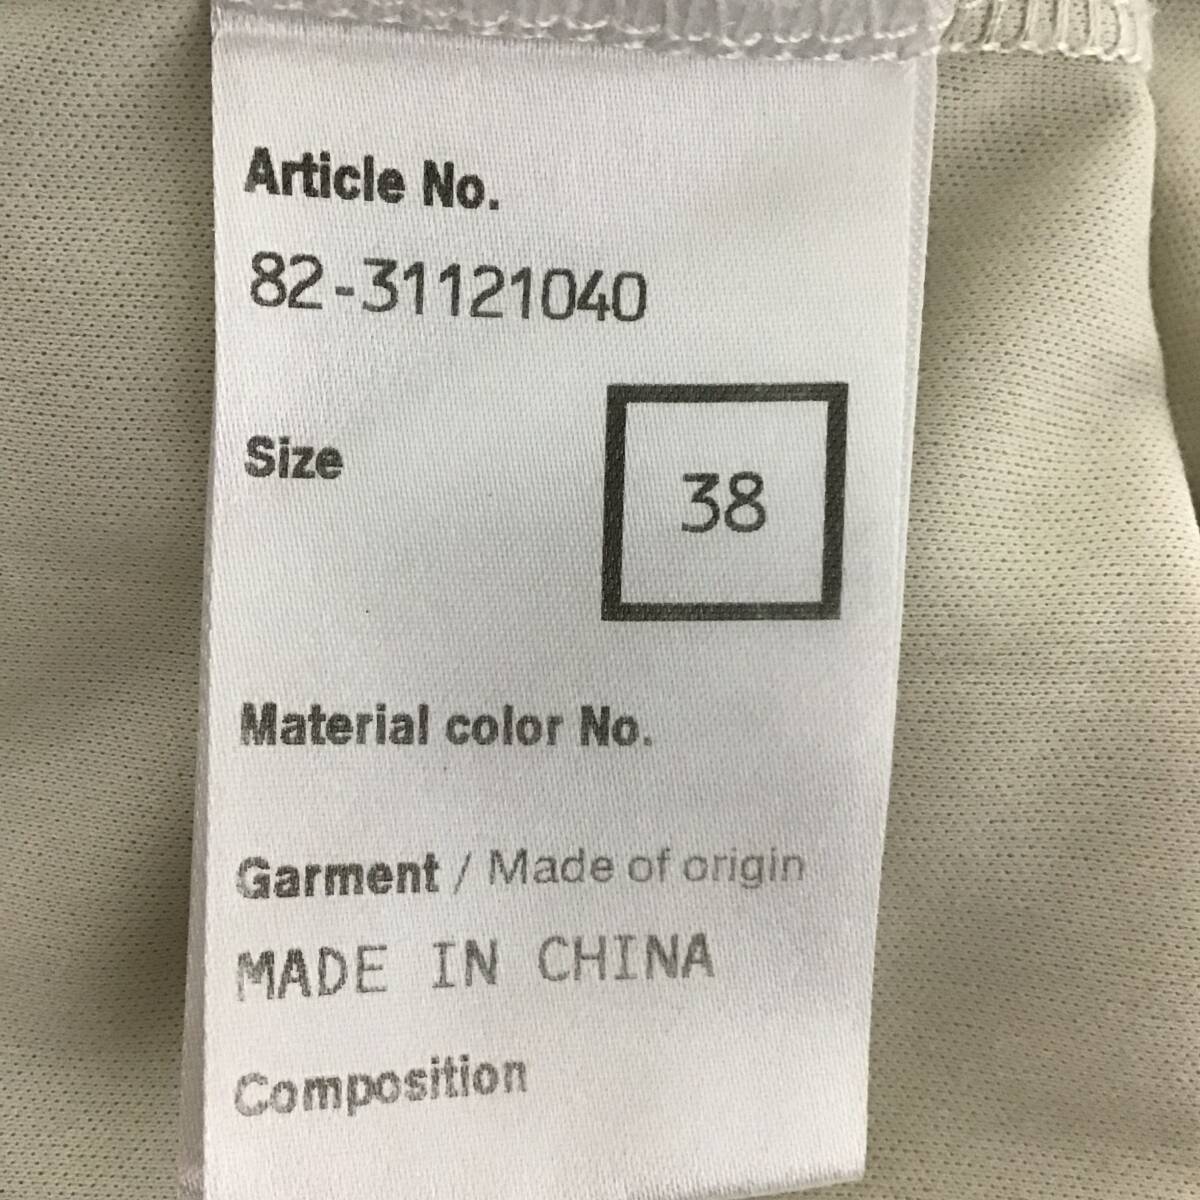 Article No.
82-31121040
Size
38
Material color No.
Garment / Made of origin
MADE IN CHINA
Composition